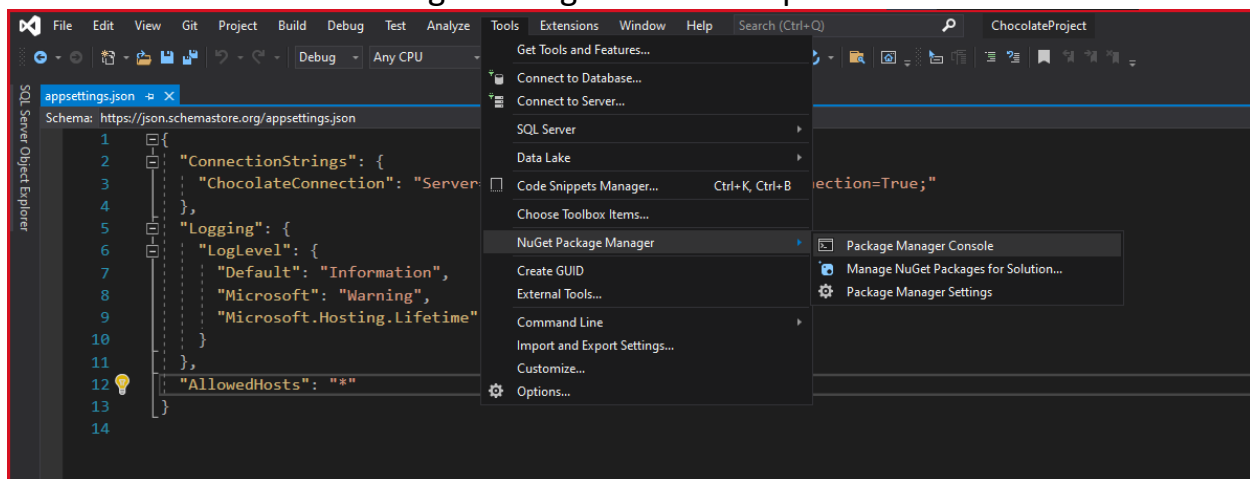 File Edit View Git Project Build Debug Test Analyze Tools Extensions Window Help Search (Ctrl+Q) ChocolateProject
Debug Any CPU
SQL Server Object Explorer
appsettings.json
Schema: https://json.schemastore.org/appsettings.json
1 {
2 "ConnectionStrings": {
3 "ChocolateConnection": "Server
4 },
5 "Logging": {
6 "LogLevel": {
7 "Default": "Information",
8 "Microsoft": "Warning",
9 "Microsoft.Hosting.Lifetime"
10 }
11 },
12 "AllowedHosts": "*"
13 }
14
ection=True;"
Get Tools and Features...
Connect to Database...
Connect to Server...
SQL Server
Data Lake
Code Snippets Manager... Ctrl+K, Ctrl+B
Choose Toolbox Items...
NuGet Package Manager
Create GUID
External Tools...
Command Line
Import and Export Settings...
Customize...
Options...
Package Manager Console
Manage NuGet Packages for Solution...
Package Manager Settings